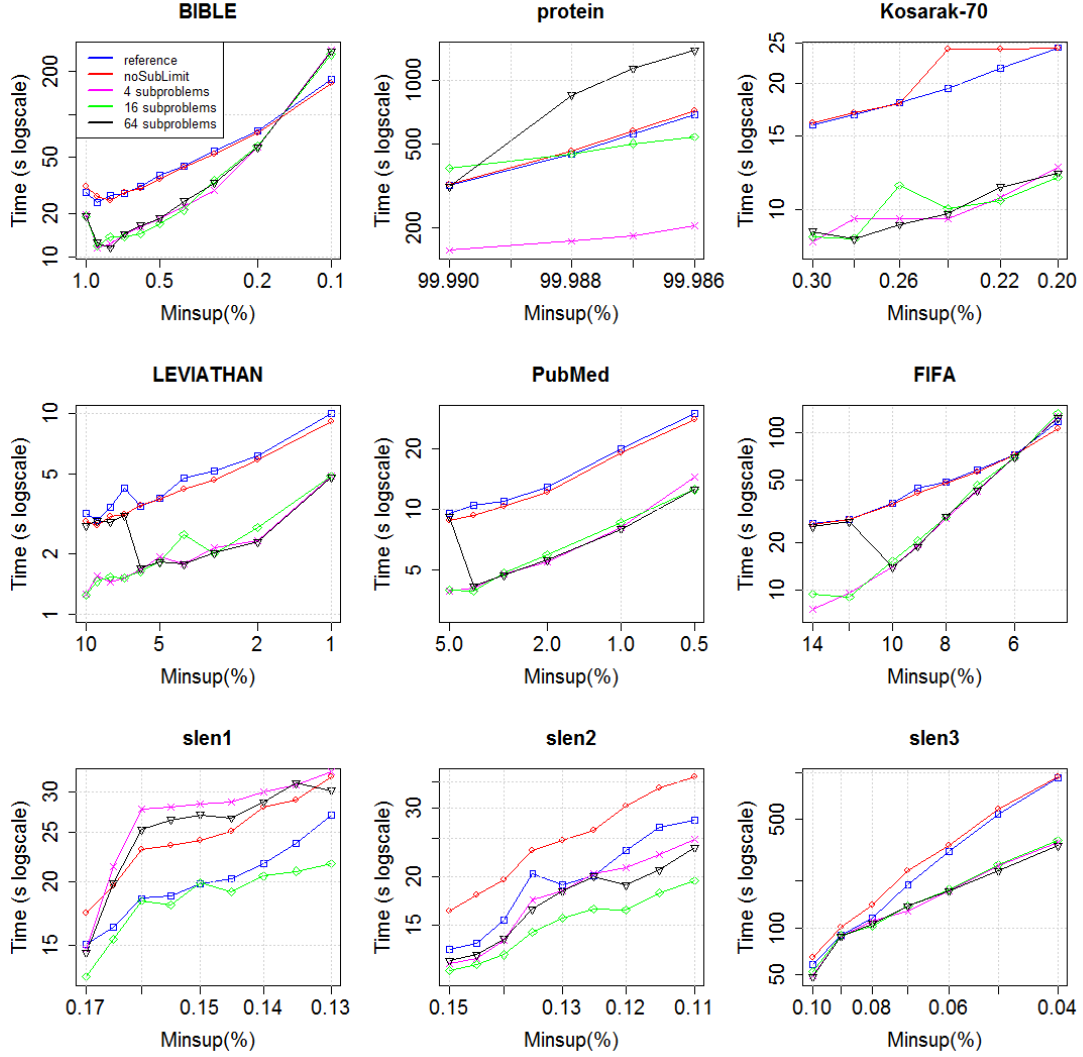 BIBLE
Time (s logscale)
200
50
20
10
reference
noSubLimit
4 subproblems
16 subproblems
64 subproblems
1.0 0.5 0.2 0.1
Minsup(%)
protein
Time (s logscale)
1000
500
200
99.990 99.988 99.986
Minsup(%)
Kosarak-70
Time (s logscale)
25
20
15
10
0.30 0.26 0.22 0.20
Minsup(%)
LEVIATHAN
Time (s logscale)
10
5
2
1
10 5 2 1
Minsup(%)
PubMed
Time (s logscale)
20
10
5
5.0 2.0 1.0 0.5
Minsup(%)
FIFA
Time (s logscale)
100
50
20
10
14 10 8 6
Minsup(%)
slen1
Time (s logscale)
30
25
20
15
0.17 0.15 0.14 0.13
Minsup(%)
slen2
Time (s logscale)
30
20
15
0.15 0.13 0.12 0.11
Minsup(%)
slen3
Time (s logscale)
500
100
50
0.10 0.08 0.06 0.04
Minsup(%)